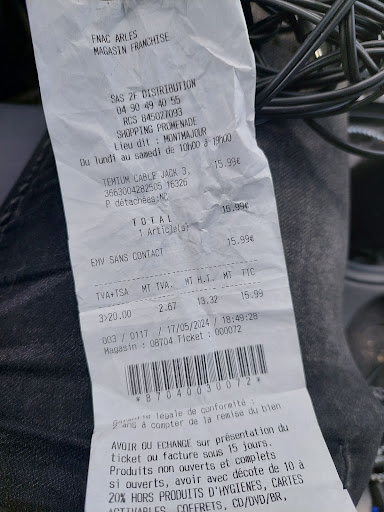 FNAC ARLES
MAGASIN FRANCHISE
SAS 2F DISTRIBUTION
04 90 49 40 55
RCS 845027093
SHOPPING PROMENADE
Lieu dit : MONTMAJOUR
Du lundi au samedi de 10h00 à 19h00
TEMIUM CABLE JACK 3, 15.99€
3663004282505 16326
P détachées,NC
TOTAL 15.99€
1 Article(s)
EMV SANS CONTACT 15.99€
TVA+TSA MT TVA. MT H.T. MT TTC
3>20.00 2.67 13.32 15.99
003 / 0117 / 17/05/2024 / 18:49:28
Magasin : 08704 Ticket : 000072
*87040030072*
légale de conformité :
ans à compter de la remise du bien
AVOIR OU ECHANGE sur présentation du
ticket ou facture sous 15 jours.
Produits non ouverts et complets
si ouverts, avoir avec décote de 10 à
20% HORS PRODUITS D'HYGIENES, CARTES
ACTIVABLES, COFFRETS, CD/DVD/BR,